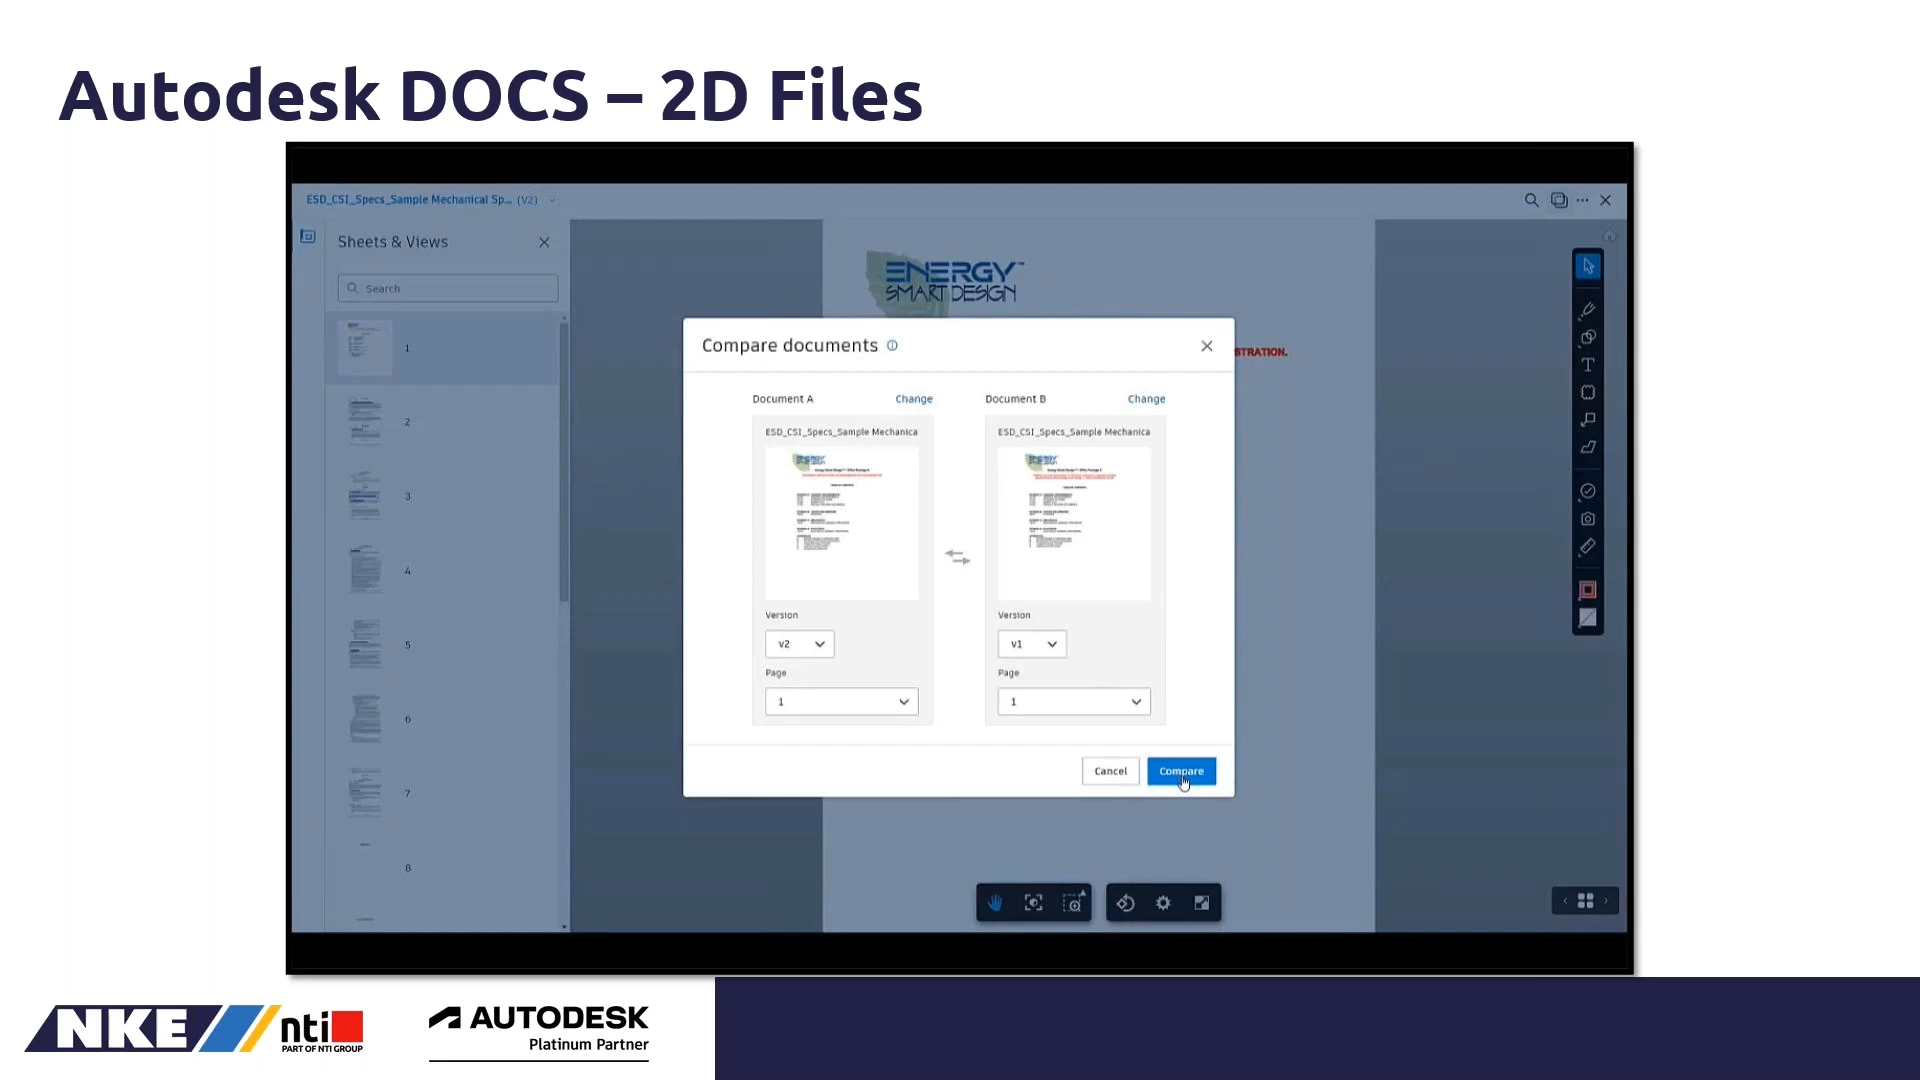 Autodesk DOCS – 2D Files
ESD_CSI_Specs_Sample Mechanical Sp... (V2)
Sheets & Views
Search
1
2
3
4
5
6
7
8
ENERGY™
SMART DESIGN
STRATION.
Compare documents
Document A
Change
Document B
Change
ESD_CSI_Specs_Sample Mechanica
ESD_CSI_Specs_Sample Mechanica
Version
Version
v2
v1
Page
Page
1
1
Cancel
Compare
NKE
nti
PART OF NTI GROUP
AUTODESK
Platinum Partner